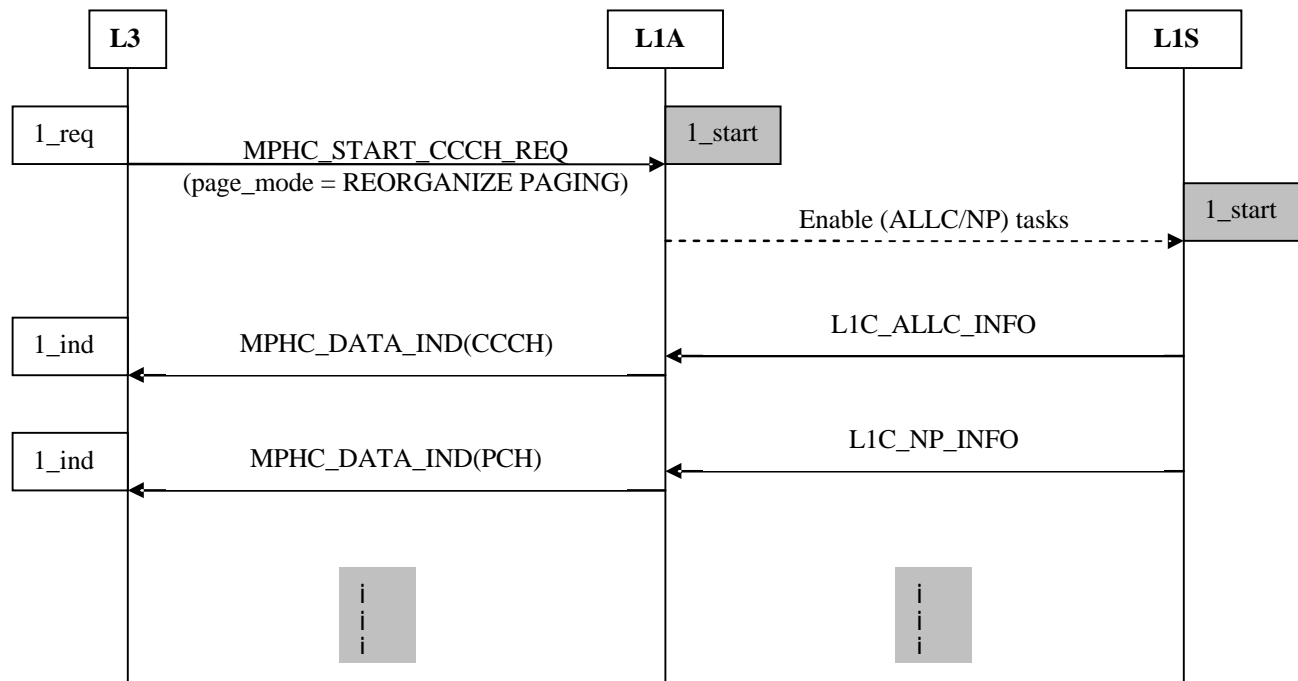 L3
L1A
L1S
1_req
1_start
MPHC_START_CCCH_REQ
(page_mode = REORGANIZE PAGING)
1_start
Enable (ALLC/NP) tasks
1_ind
MPHC_DATA_IND(CCCH)
L1C_ALLC_INFO
1_ind
MPHC_DATA_IND(PCH)
L1C_NP_INFO
i
i
i
i
i
i